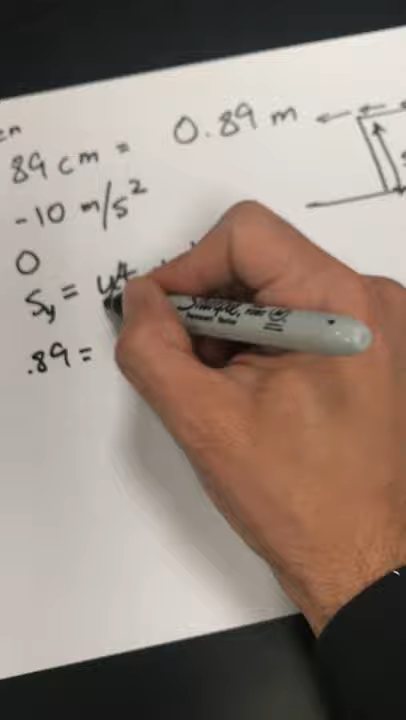 89 cm = 0.89 m
-10 m/s²
0
Sy = ut
.89 =